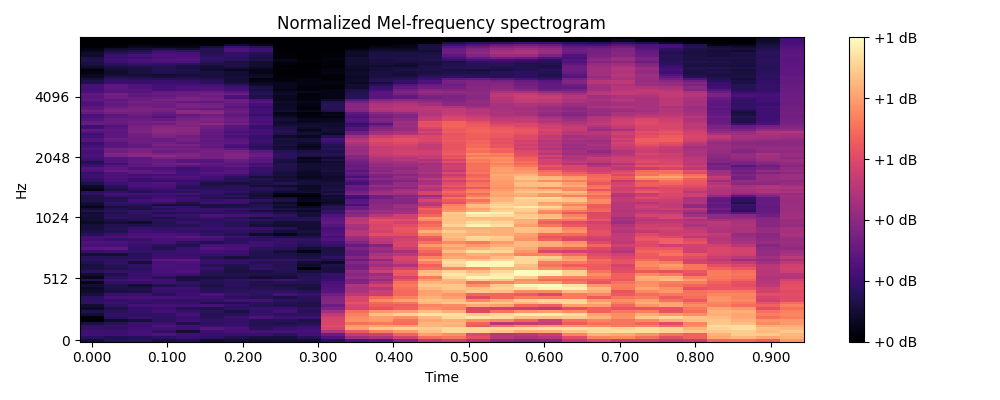 Normalized Mel-frequency spectrogram
+1 dB
+1 dB
+1 dB
+0 dB
+0 dB
+0 dB
4096
2048
1024
512
0
Hz
0.000 0.100 0.200 0.300 0.400 0.500 0.600 0.700 0.800 0.900
Time